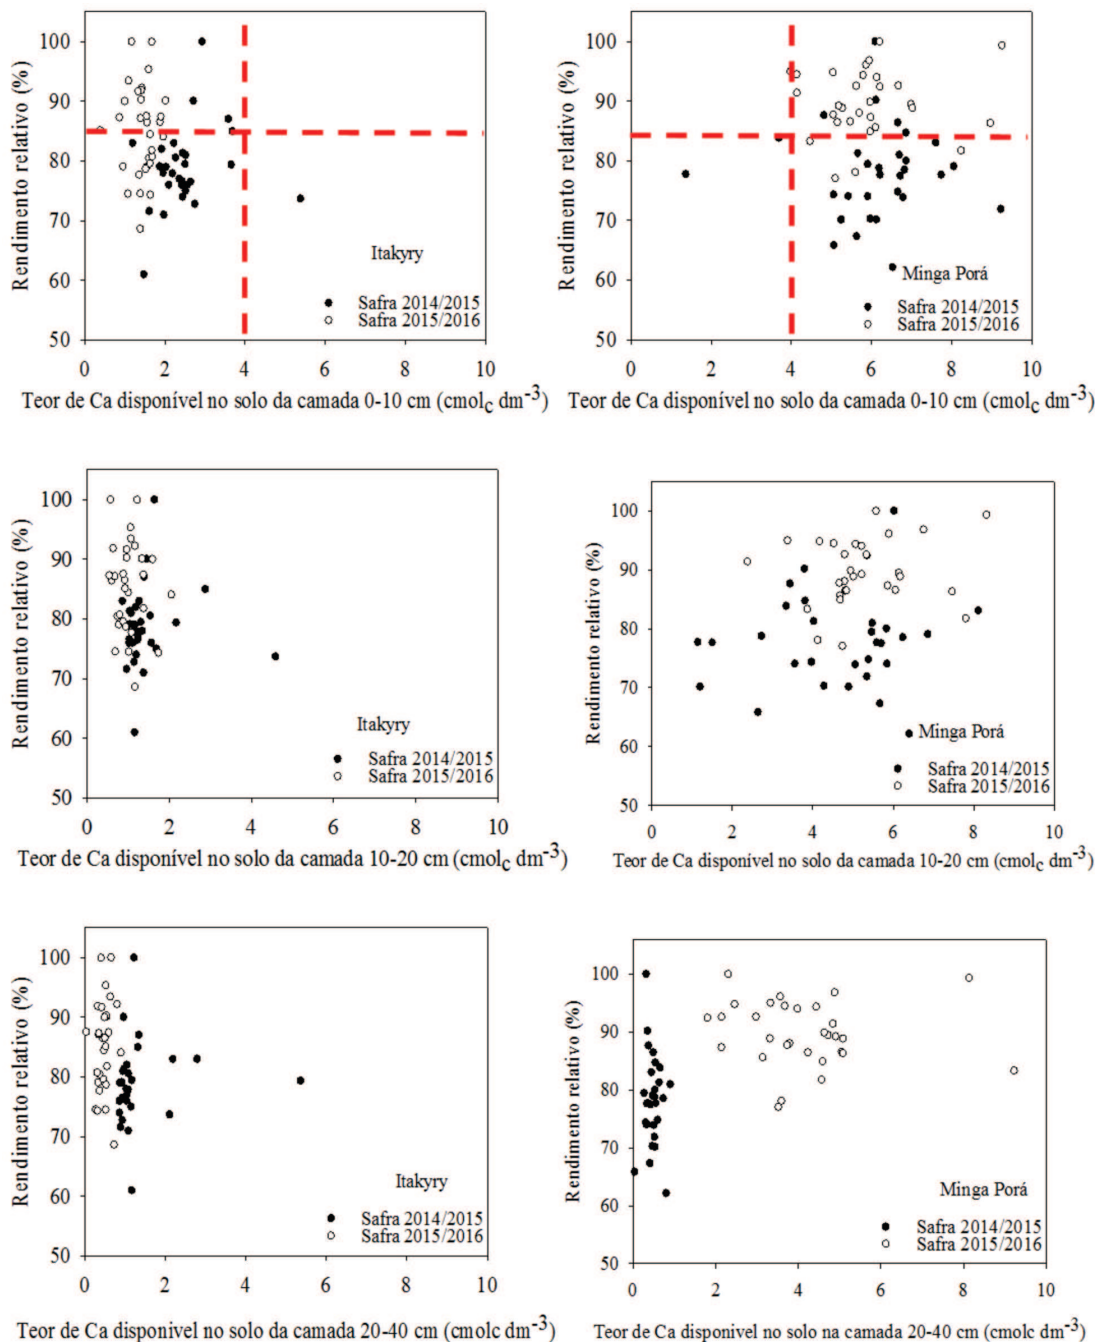 Rendimento relativo (%)
100
90
80
70
60
50
Itakyry
Safra 2014/2015
Safra 2015/2016
0 2 4 6 8 10
Teor de Ca disponível no solo da camada 0-10 cm (cmolc dm-3)
Rendimento relativo (%)
100
90
80
70
60
50
Minga Porá
Safra 2014/2015
Safra 2015/2016
0 2 4 6 8 10
Teor de Ca disponível no solo da camada 0-10 cm (cmolc dm-3)
Rendimento relativo (%)
100
90
80
70
60
50
Itakyry
Safra 2014/2015
Safra 2015/2016
0 2 4 6 8 10
Teor de Ca disponível no solo da camada 10-20 cm (cmolc dm-3)
Rendimento relativo (%)
100
90
80
70
60
50
Minga Porá
Safra 2014/2015
Safra 2015/2016
0 2 4 6 8 10
Teor de Ca disponível no solo da camada 10-20 cm (cmolc dm-3)
Rendimento relativo (%)
100
90
80
70
60
50
Itakyry
Safra 2014/2015
Safra 2015/2016
0 2 4 6 8 10
Teor de Ca disponível no solo da camada 20-40 cm (cmolc dm-3)
Rendimento relativo (%)
100
90
80
70
60
50
Minga Porá
Safra 2014/2015
Safra 2015/2016
0 2 4 6 8 10
Teor de Ca disponível no solo na camada 20-40 cm (cmolc dm-3)